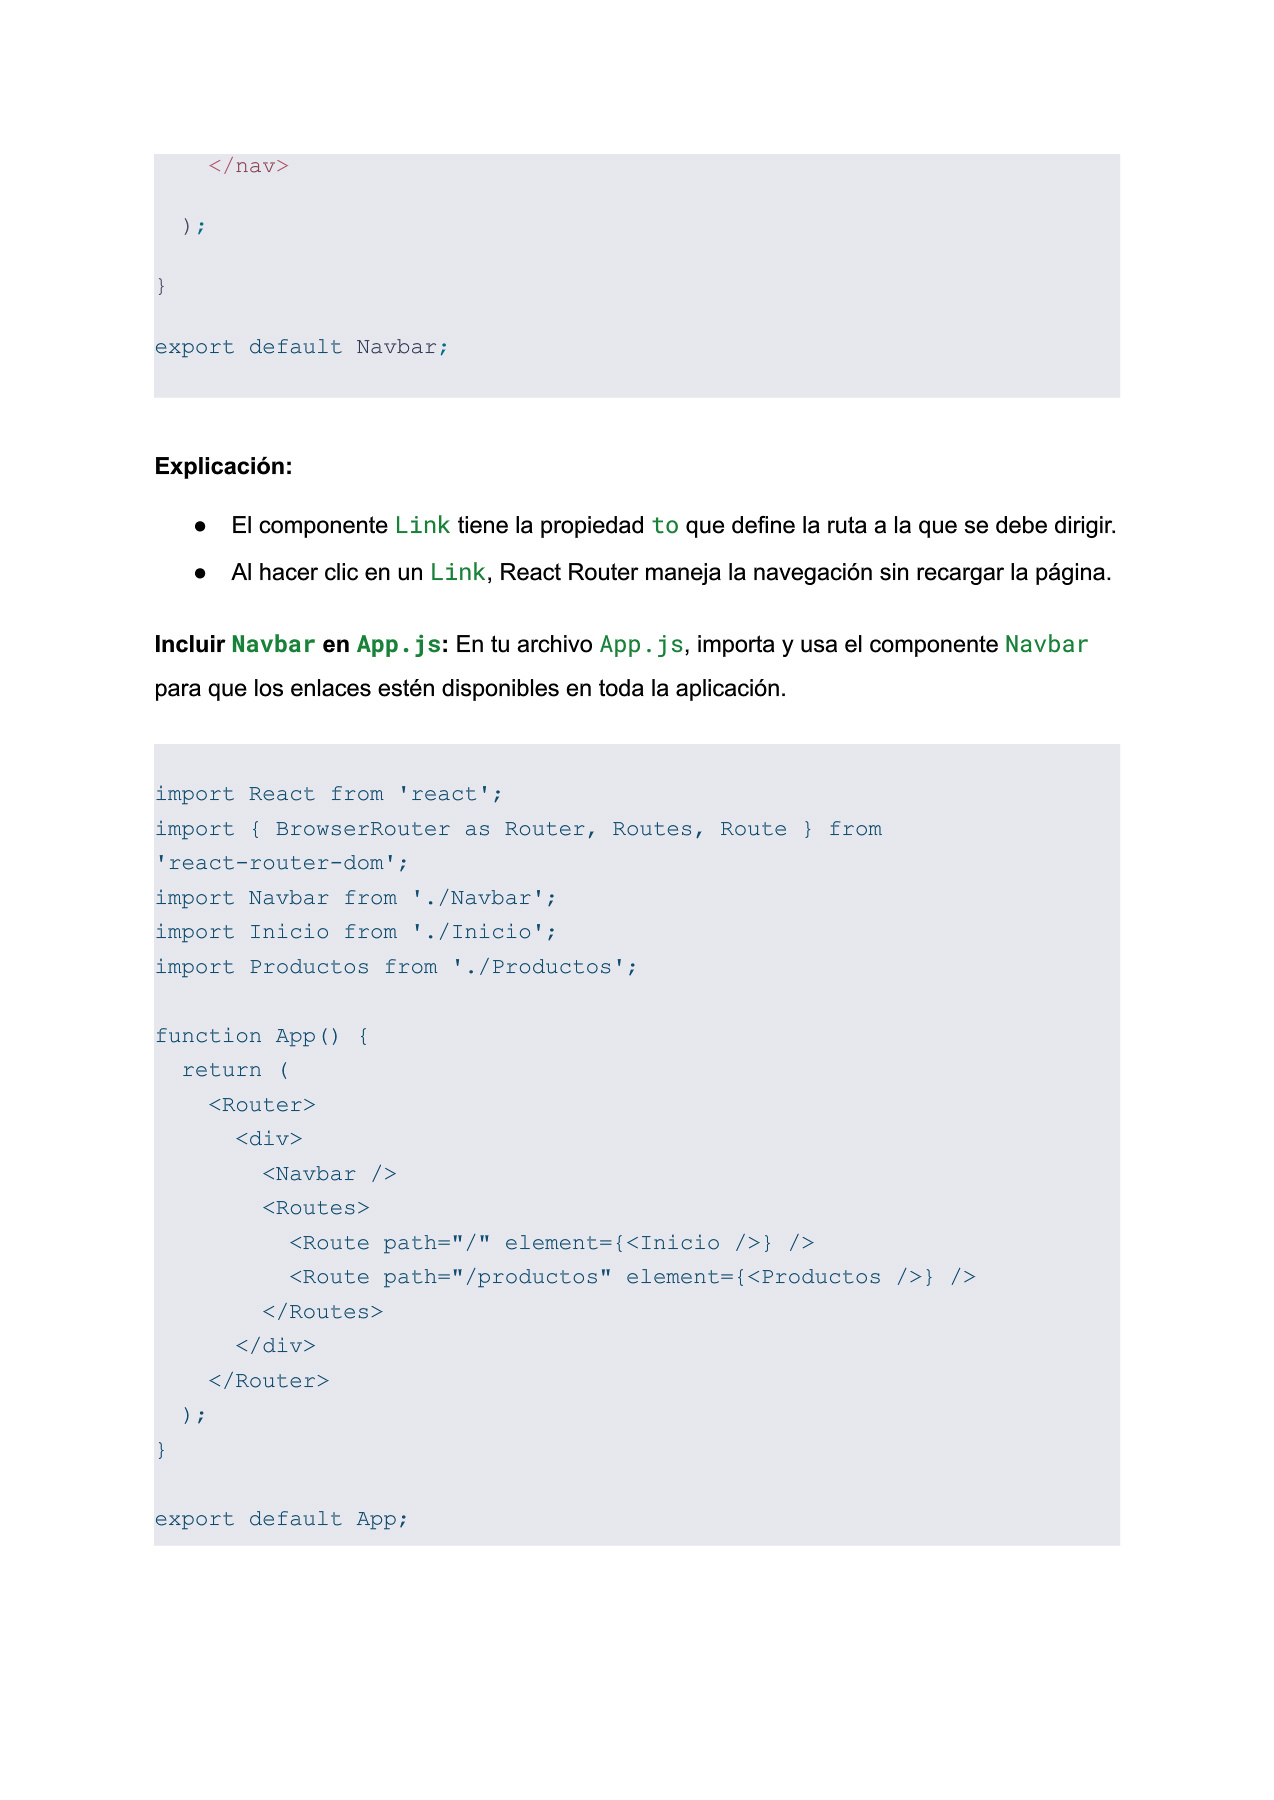 </nav>
  );
}
export default Navbar;
Explicación:
● El componente Link tiene la propiedad to que define la ruta a la que se debe dirigir.
● Al hacer clic en un Link, React Router maneja la navegación sin recargar la página.
Incluir Navbar en App.js: En tu archivo App.js, importa y usa el componente Navbar
para que los enlaces estén disponibles en toda la aplicación.
import React from 'react';
import { BrowserRouter as Router, Routes, Route } from
'react-router-dom';
import Navbar from './Navbar';
import Inicio from './Inicio';
import Productos from './Productos';
function App() {
  return (
    <Router>
      <div>
        <Navbar />
        <Routes>
          <Route path="/" element={<Inicio />} />
          <Route path="/productos" element={<Productos />} />
        </Routes>
      </div>
    </Router>
  );
}
export default App;